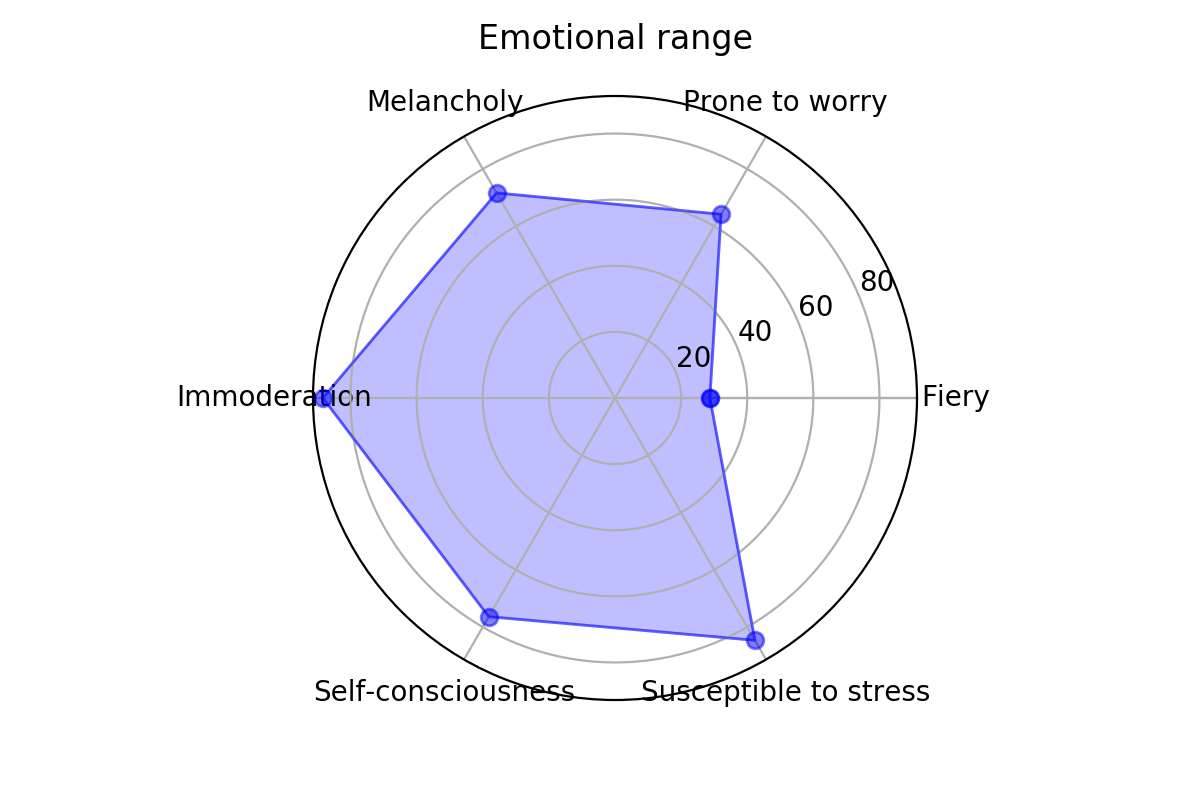 Emotional range
Melancholy
Prone to worry
80
60
40
20
Immoderation
Fiery
Self-consciousness
Susceptible to stress